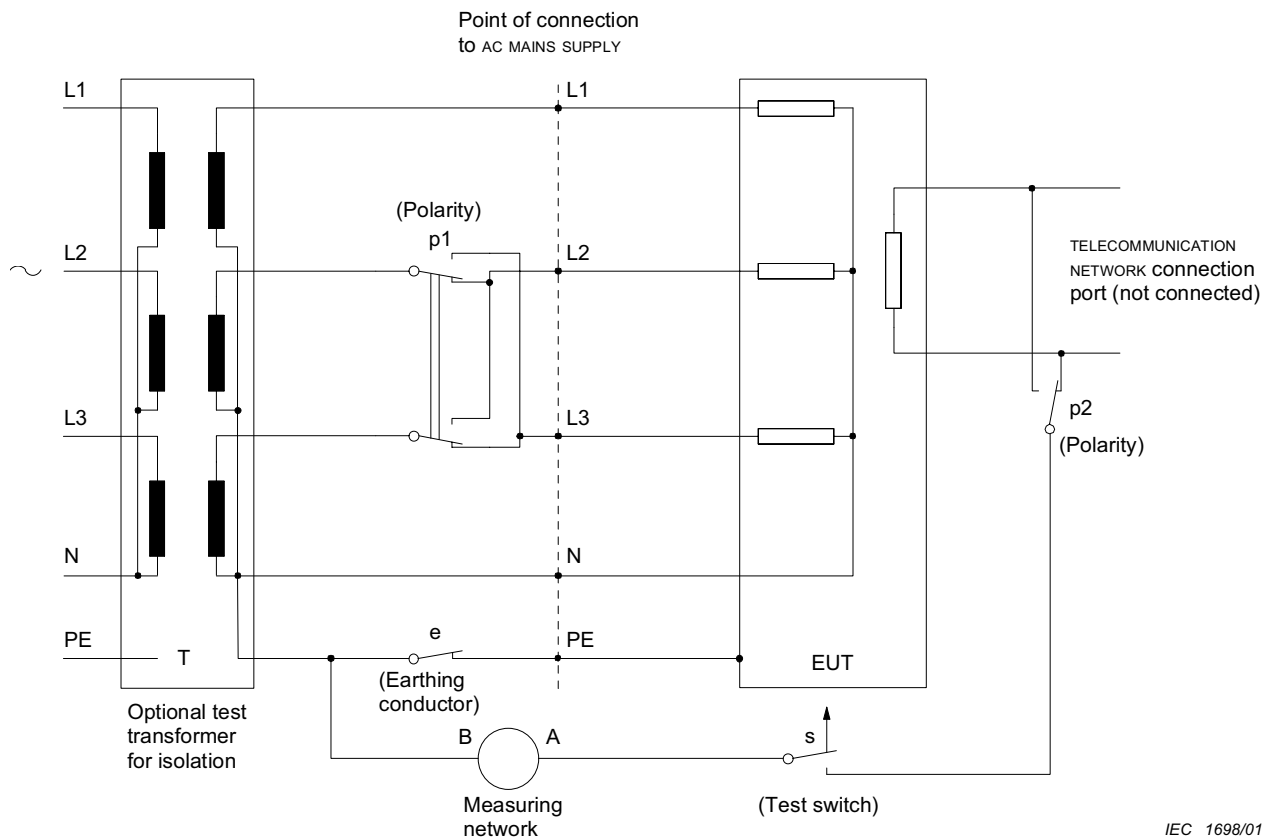 Point of connection
to AC MAINS SUPPLY
L1
L1
(Polarity)
p1
L2
L2
TELECOMMUNICATION
NETWORK connection
port (not connected)
L3
L3
p2
(Polarity)
N
N
PE
T
e
PE
EUT
(Earthing
conductor)
Optional test
transformer
for isolation
B
A
s
Measuring
network
(Test switch)
IEC 1698/01